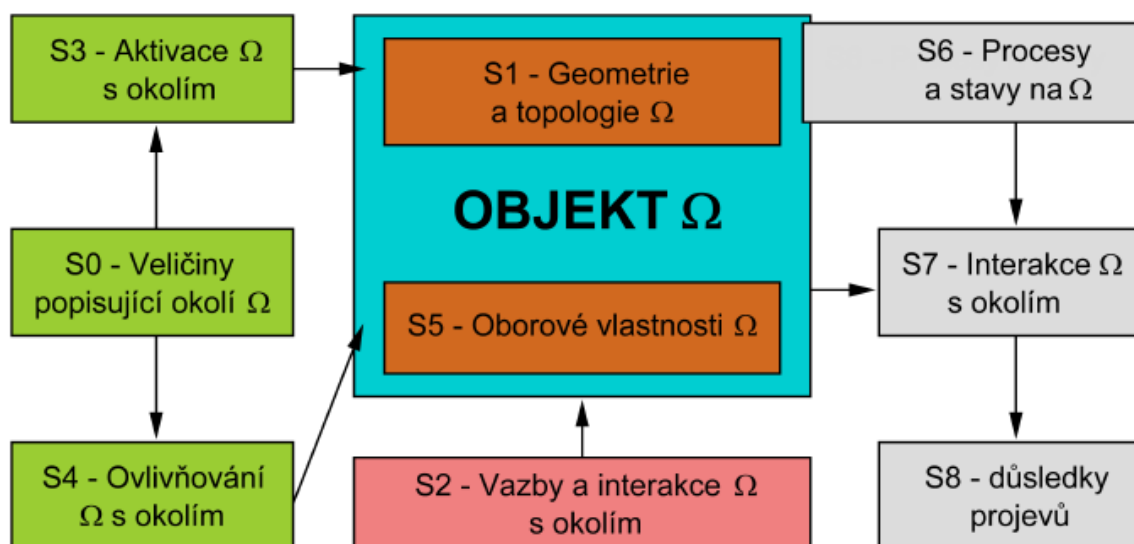 S3 - Aktivace Ω
s okolím
S1 - Geometrie
a topologie Ω
S6 - Procesy
a stavy na Ω
OBJEKT Ω
S0 - Veličiny
popisující okolí Ω
S5 - Oborové vlastnosti Ω
S7 - Interakce Ω
s okolím
S4 - Ovlivňování
Ω s okolím
S2 - Vazby a interakce Ω
s okolím
S8 - důsledky
projevů